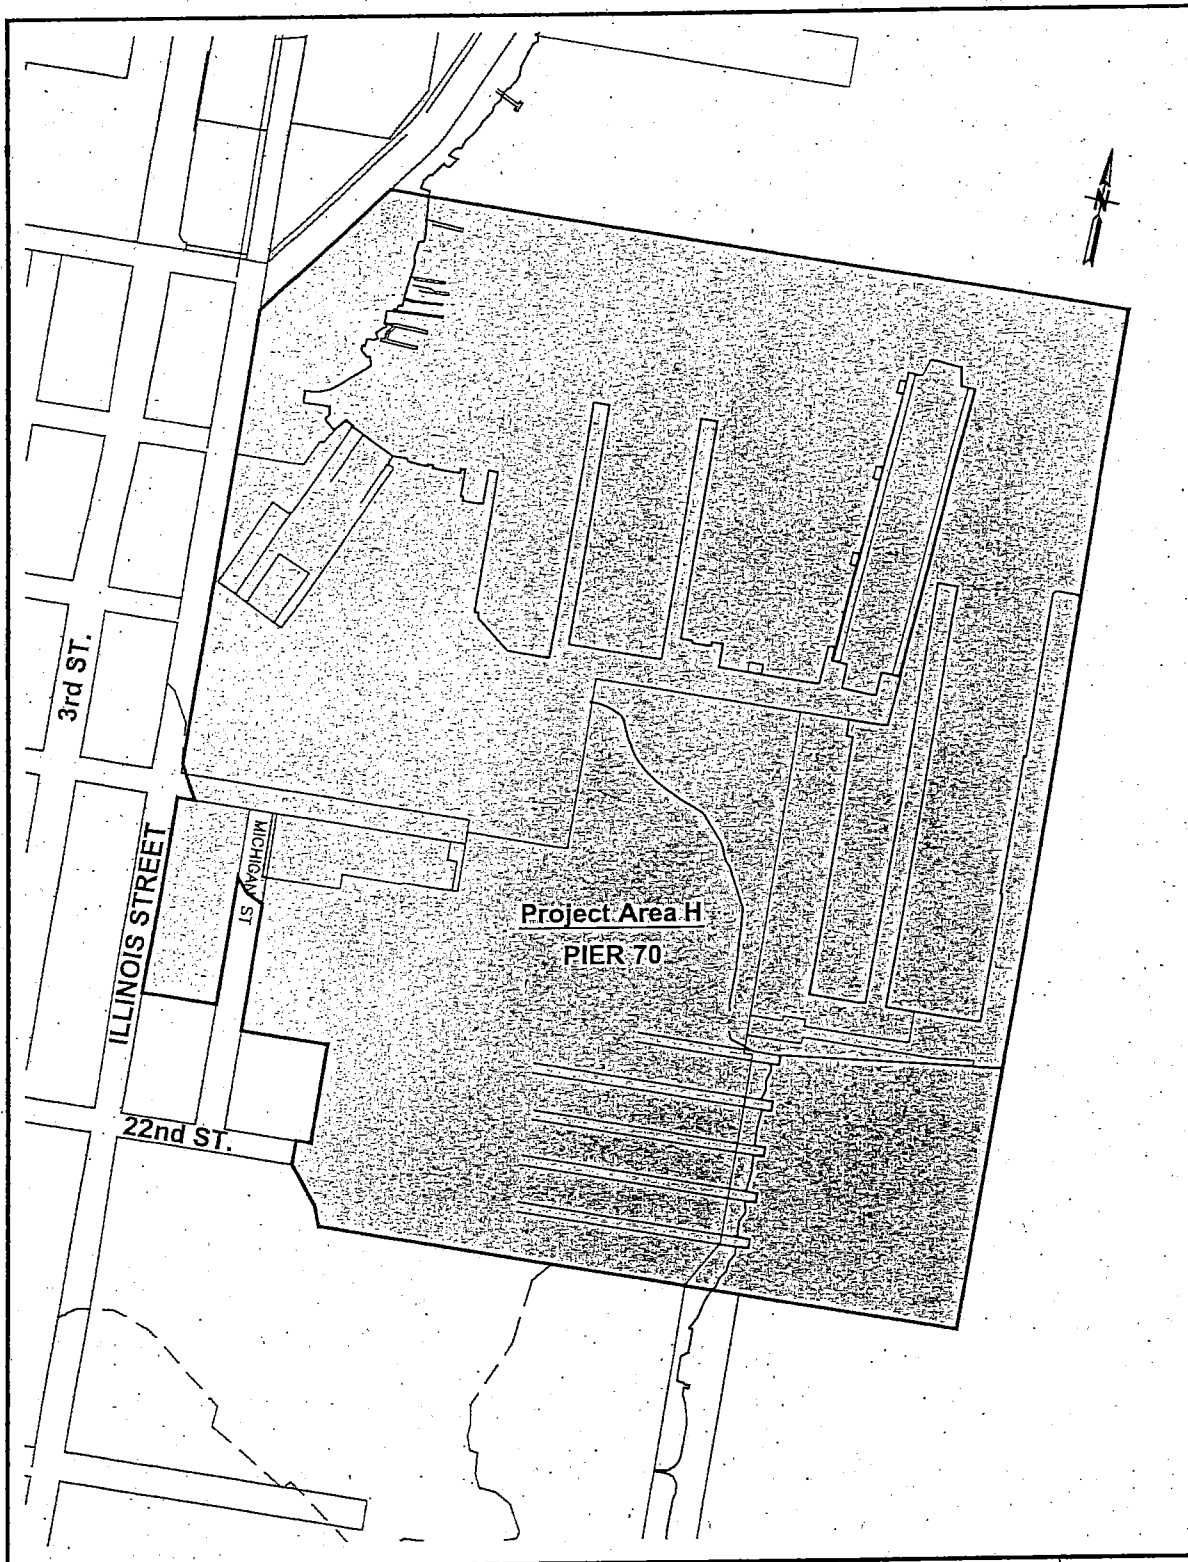 N
3rd ST.
ILLINOIS STREET
MICHIGAN ST
Project Area H
PIER 70
22nd ST.